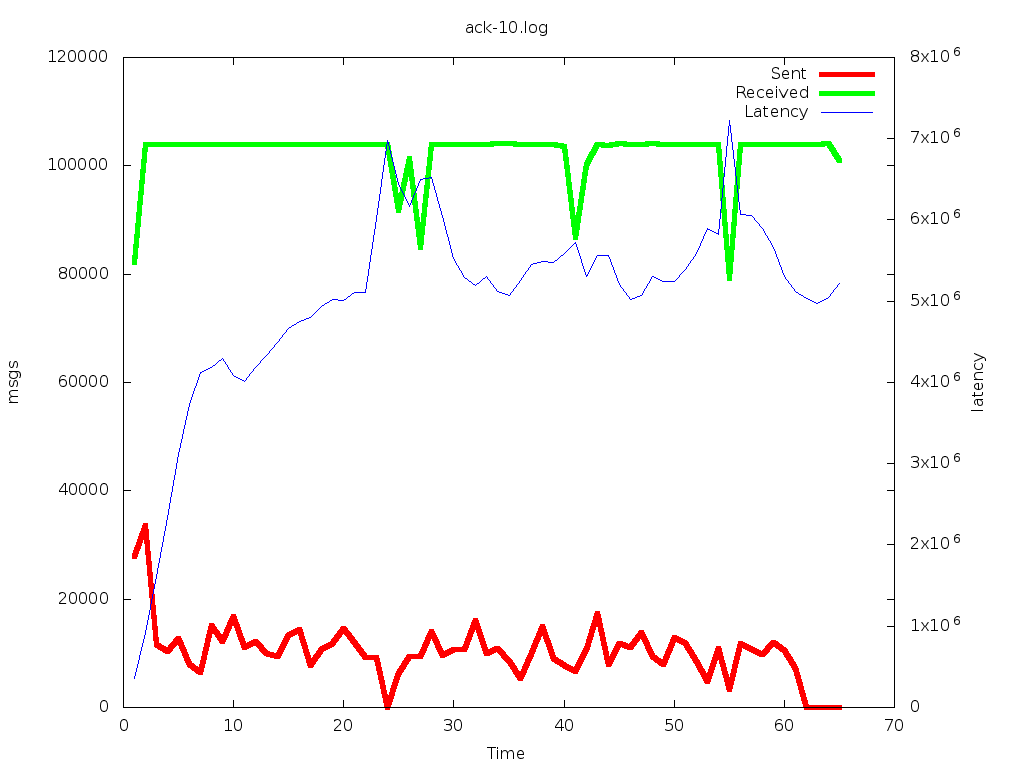 ack-10.log
120000
100000
80000
60000
40000
20000
0
msgs
0 10 20 30 40 50 60 70
Time
8x10^6
7x10^6
6x10^6
5x10^6
4x10^6
3x10^6
2x10^6
1x10^6
0
latency
Sent
Received
Latency